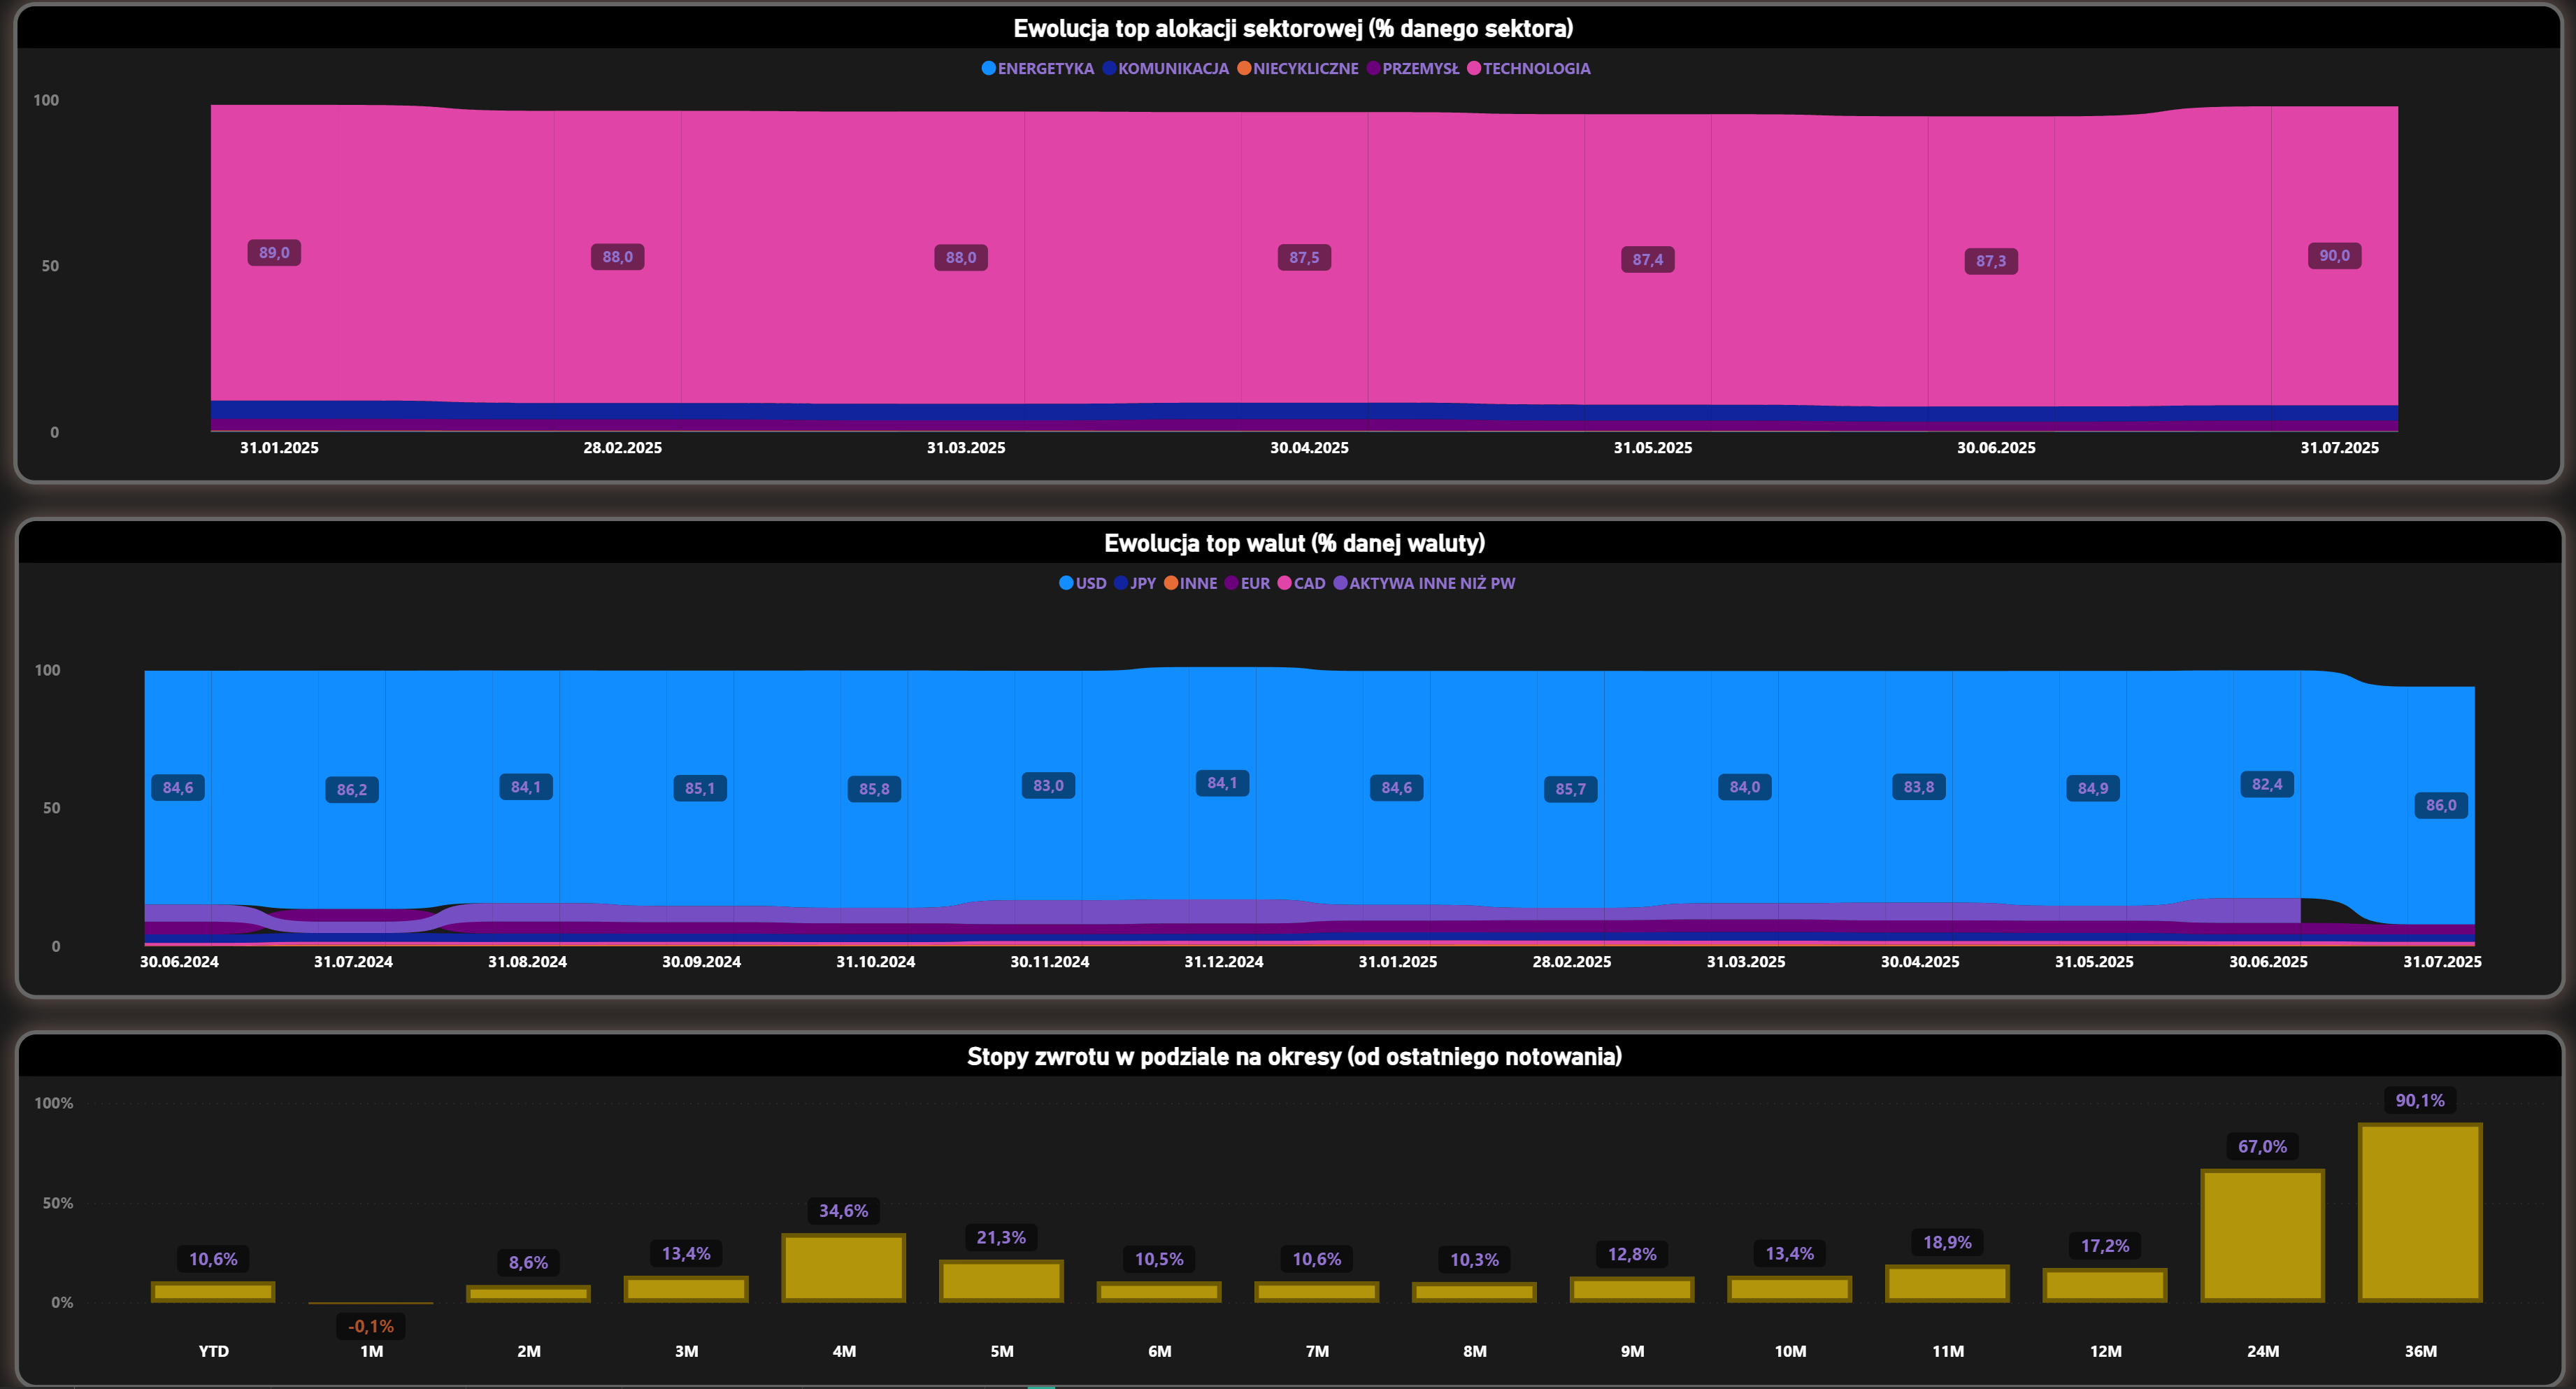 Ewolucja top alokacji sektorowej (% danego sektora)
ENERGETYKA KOMUNIKACJA NIECYKLICZNE PRZEMYSŁ TECHNOLOGIA
100
50
0
89,0 88,0 88,0 87,5 87,4 87,3 90,0
31.01.2025 28.02.2025 31.03.2025 30.04.2025 31.05.2025 30.06.2025 31.07.2025
Ewolucja top walut (% danej waluty)
USD JPY INNE EUR CAD AKTYWA INNE NIŻ PW
100
50
0
84,6 86,2 84,1 85,1 85,8 83,0 84,1 84,6 85,7 84,0 83,8 84,9 82,4 86,0
30.06.2024 31.07.2024 31.08.2024 30.09.2024 31.10.2024 30.11.2024 31.12.2024 31.01.2025 28.02.2025 31.03.2025 30.04.2025 31.05.2025 30.06.2025 31.07.2025
Stopy zwrotu w podziale na okresy (od ostatniego notowania)
100%
50%
0%
10,6% -0,1% 8,6% 13,4% 34,6% 21,3% 10,5% 10,6% 10,3% 12,8% 13,4% 18,9% 17,2% 67,0% 90,1%
YTD 1M 2M 3M 4M 5M 6M 7M 8M 9M 10M 11M 12M 24M 36M